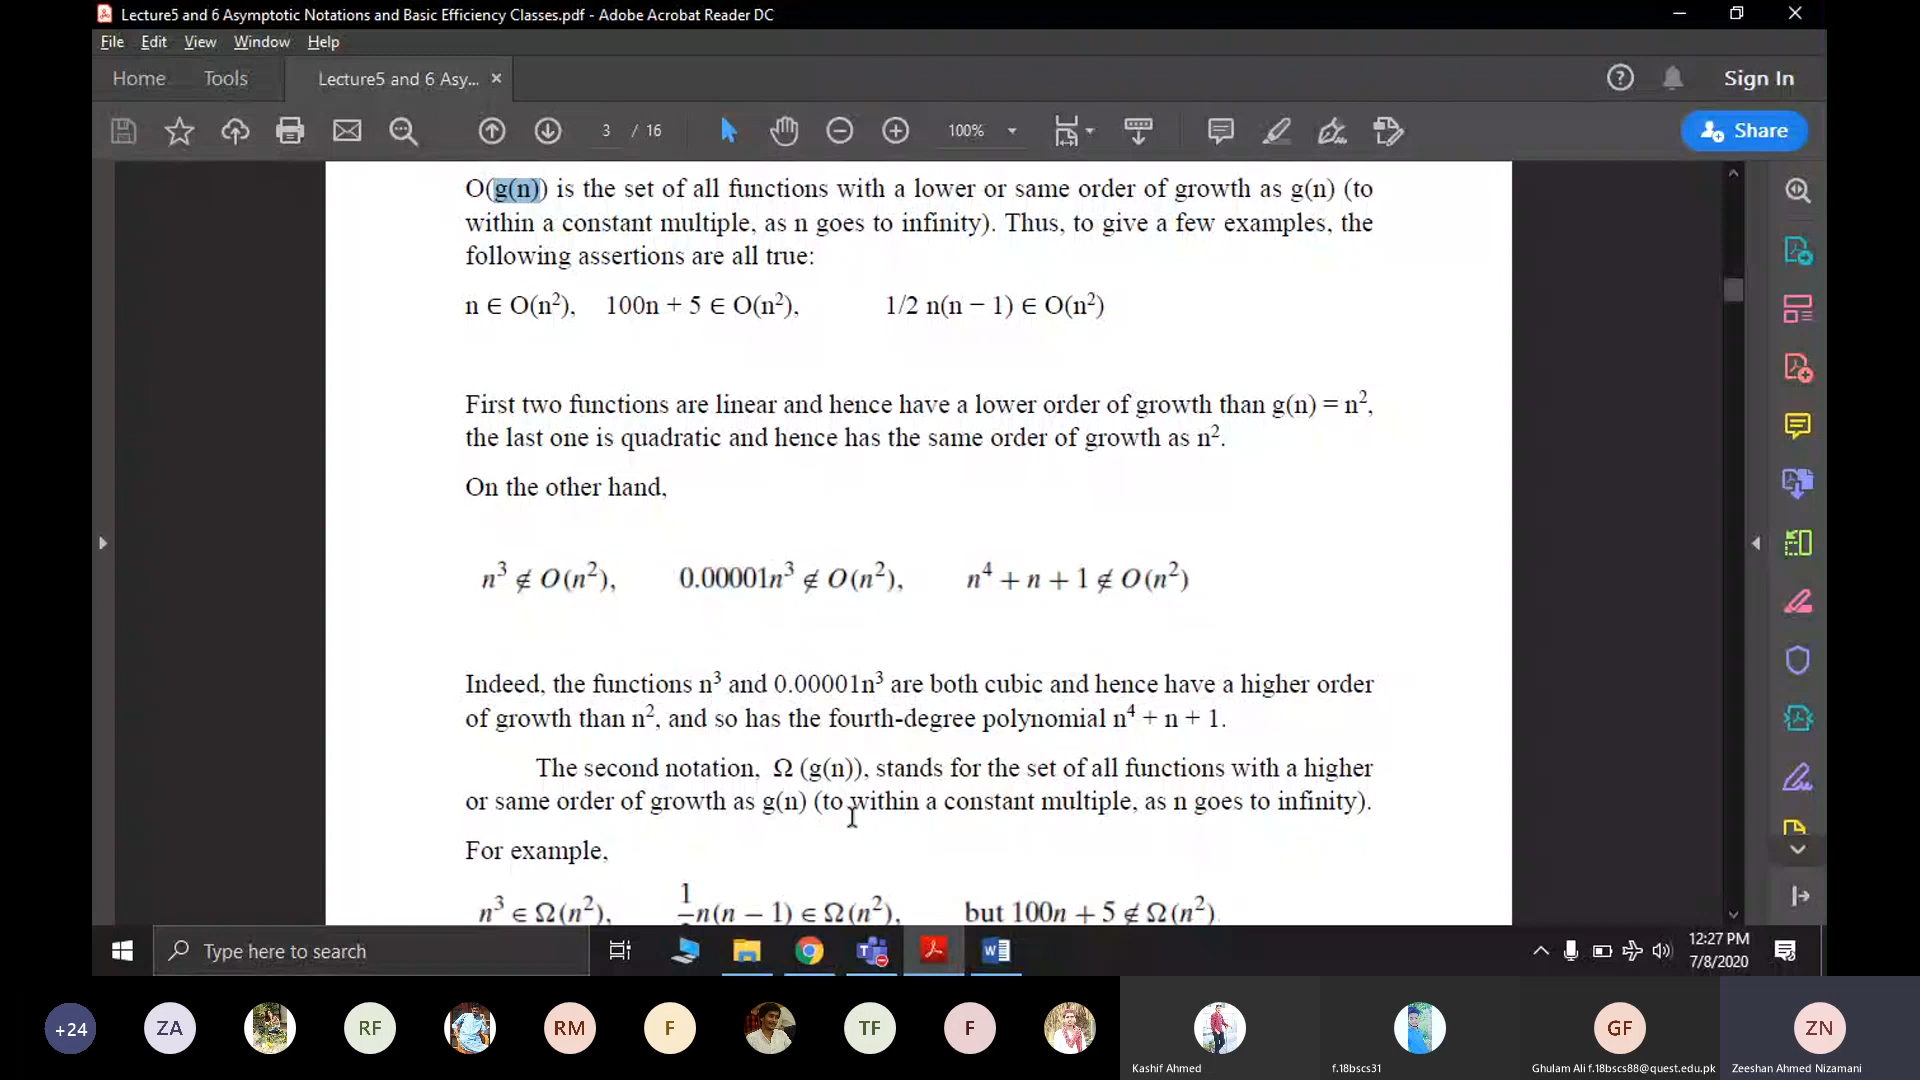 Lecture5 and 6 Asymptotic Notations and Basic Efficiency Classes.pdf - Adobe Acrobat Reader DC
File Edit View Window Help
Home Tools Lecture5 and 6 Asy... × Sign In
3 / 16 100% Share
O(g(n)) is the set of all functions with a lower or same order of growth as g(n) (to
within a constant multiple, as n goes to infinity). Thus, to give a few examples, the
following assertions are all true:
n ∈ O(n²), 100n + 5 ∈ O(n²), 1/2 n(n − 1) ∈ O(n²)
First two functions are linear and hence have a lower order of growth than g(n) = n²,
the last one is quadratic and hence has the same order of growth as n².
On the other hand,
n³ ∉ O(n²), 0.00001n³ ∉ O(n²), n⁴ + n + 1 ∉ O(n²)
Indeed, the functions n³ and 0.00001n³ are both cubic and hence have a higher order
of growth than n², and so has the fourth-degree polynomial n⁴ + n + 1.
The second notation, Ω (g(n)), stands for the set of all functions with a higher
or same order of growth as g(n) (to within a constant multiple, as n goes to infinity).
For example,
n³ ∈ Ω(n²), 1 n(n − 1) ∈ Ω(n²), but 100n + 5 ∉ Ω(n²)
Type here to search
12:27 PM
7/8/2020
+24 ZA RF RM F TF F GF ZN
Kashif Ahmed f.18bscs31 Ghulam Ali f.18bscs88@quest.edu.pk Zeeshan Ahmed Nizamani